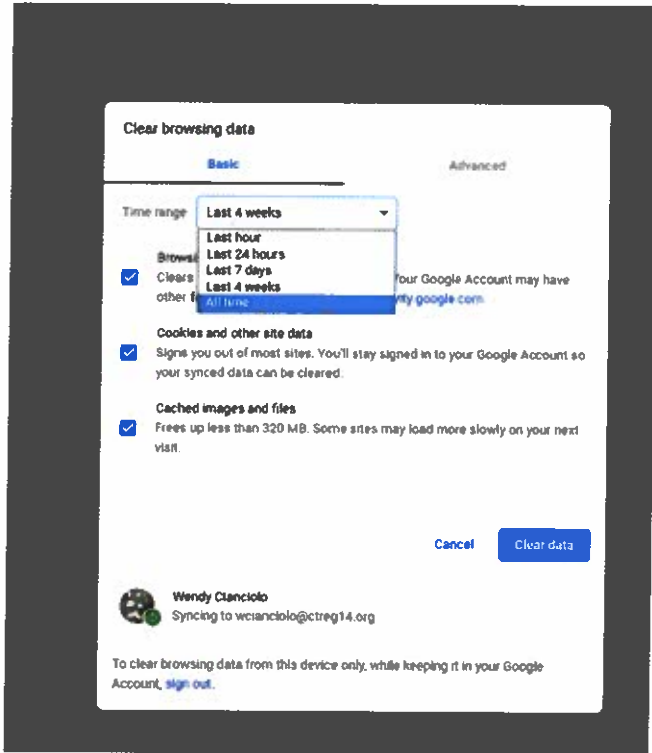 Clear browsing data
Basic
Advanced
Time range
Last 4 weeks
Last hour
Last 24 hours
Last 7 days
Last 4 weeks
All time
Brows
Clears
Your Google Account may have
other f
google.com
Cookies and other site data
Signs you out of most sites. You'll stay signed in to your Google Account so
your synced data can be cleared.
Cached images and files
Frees up less than 320 MB. Some sites may load more slowly on your next
visit.
Cancel
Clear data
Wendy Cianciolo
Syncing to wcianciolo@ctreg14.org
To clear browsing data from this device only, while keeping it in your Google
Account, sign out.